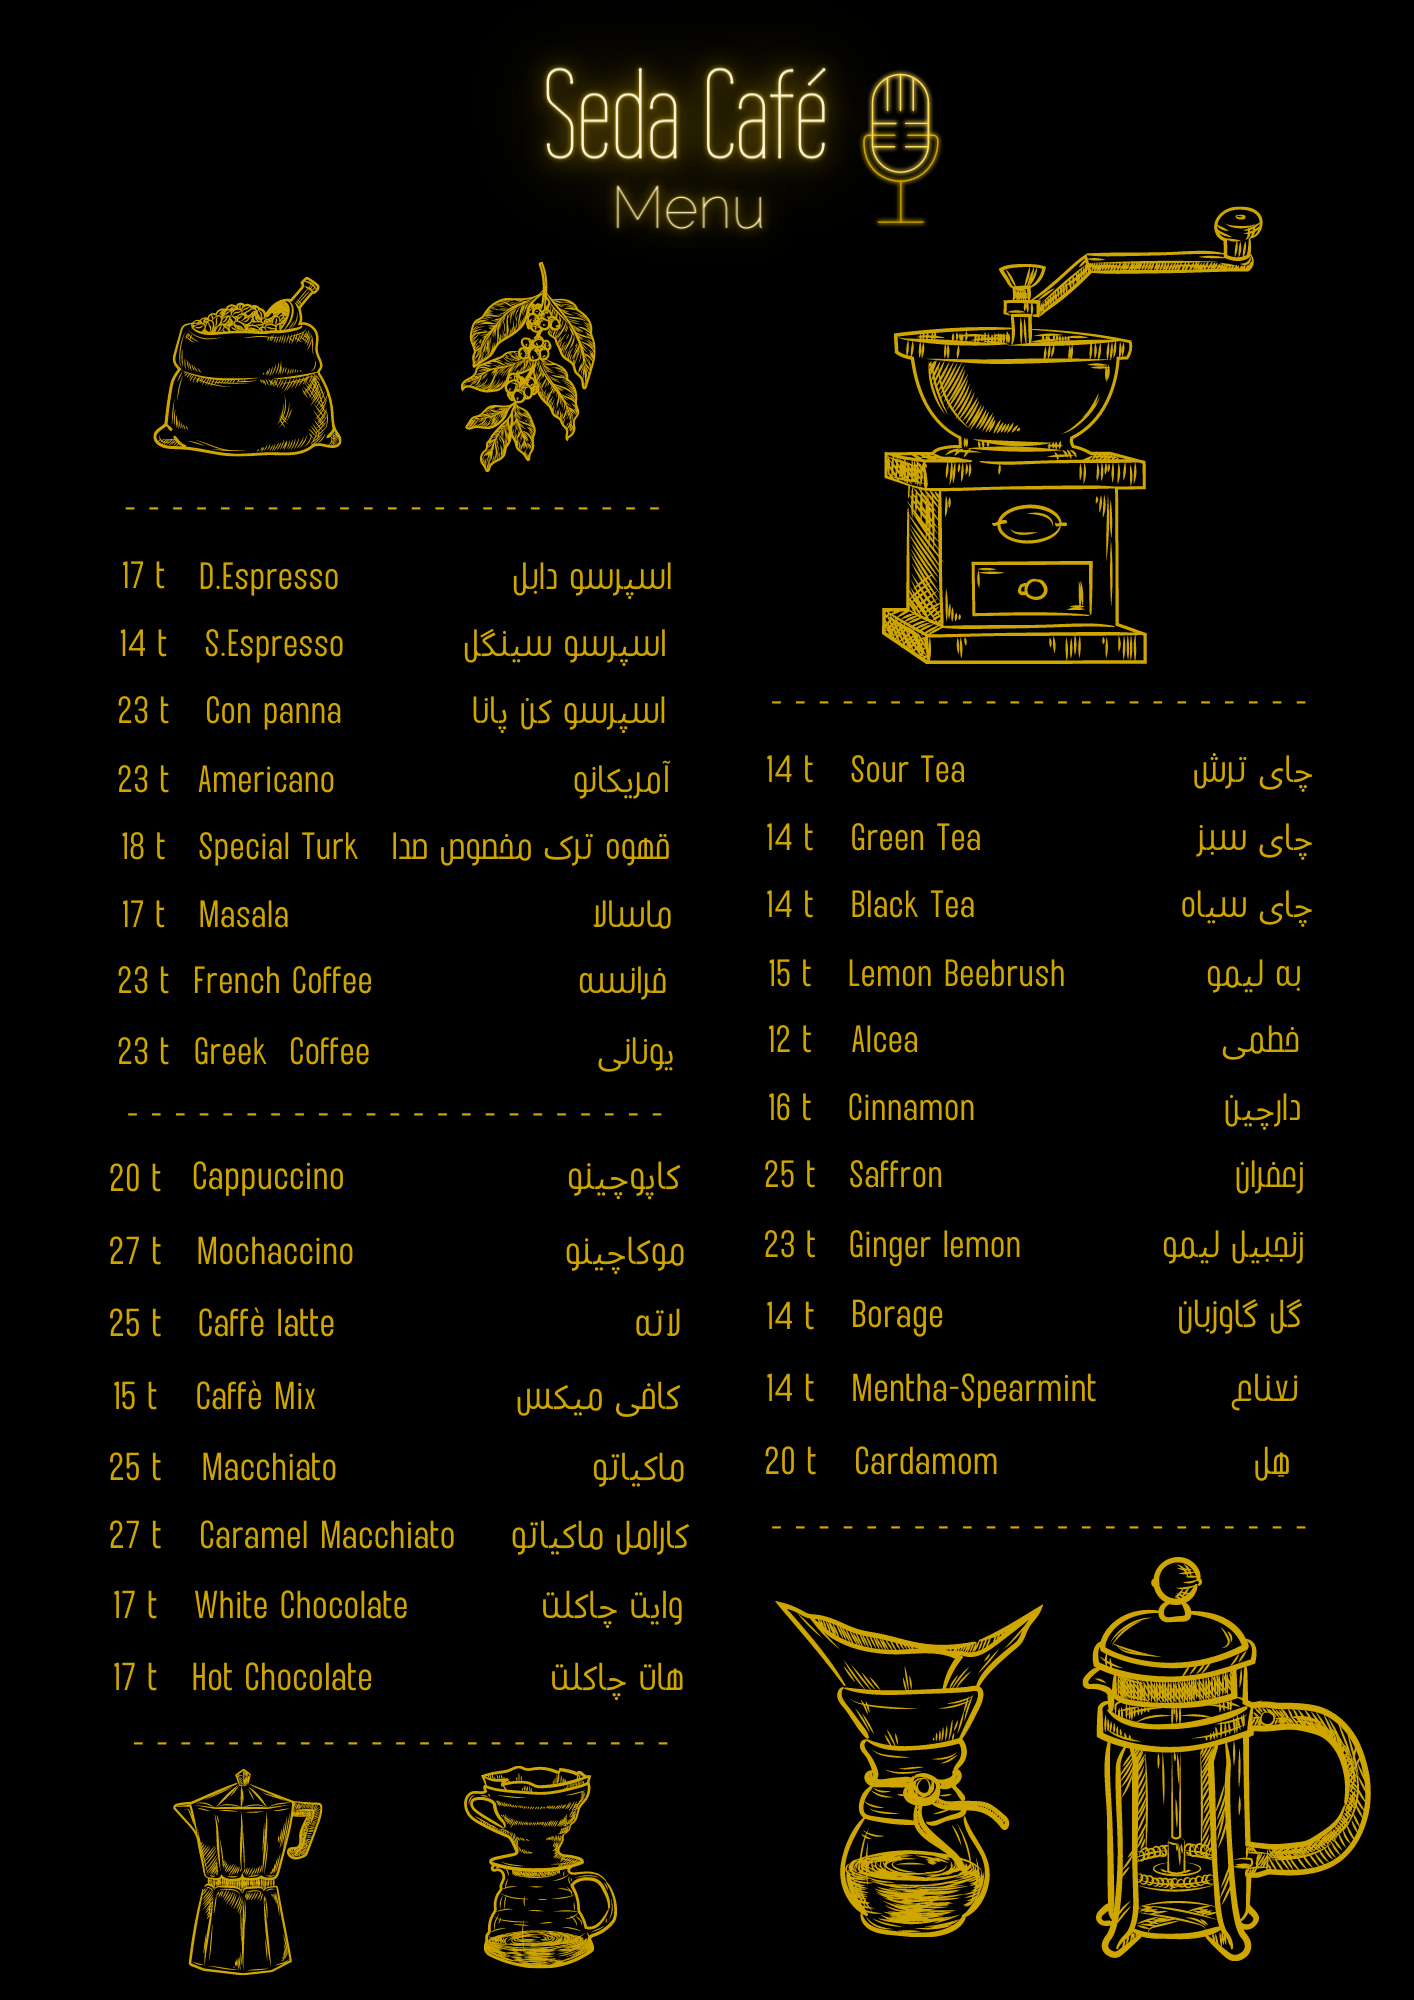 Seda Café
Menu
17 t D.Espresso اسپرسو دابل
14 t S.Espresso اسپرسو سینگل
23 t Con panna اسپرسو کن پانا
23 t Americano آمریکانو
18 t Special Turk قهوه ترک مخصوص صدا
17 t Masala ماسالا
23 t French Coffee فرانسه
23 t Greek Coffee یونانی
20 t Cappuccino کاپوچینو
27 t Mochaccino موکاچینو
25 t Caffè latte لاته
15 t Caffè Mix کافی میکس
25 t Macchiato ماکیاتو
27 t Caramel Macchiato کارامل ماکیاتو
17 t White Chocolate وایت چاکلت
17 t Hot Chocolate هات چاکلت
14 t Sour Tea چای ترش
14 t Green Tea چای سبز
14 t Black Tea چای سیاه
15 t Lemon Beebrush به لیمو
12 t Alcea خطمی
16 t Cinnamon دارچین
25 t Saffron زعفران
23 t Ginger lemon زنجبیل لیمو
14 t Borage گل گاوزبان
14 t Mentha-Spearmint نعناع
20 t Cardamom هِل